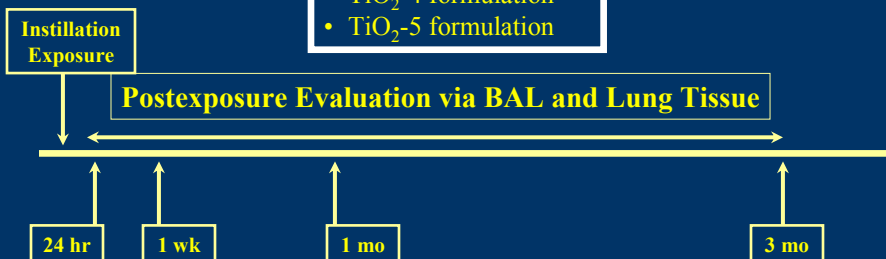 • TiO₂-5 formulation
Instillation
Exposure
Postexposure Evaluation via BAL and Lung Tissue
24 hr
1 wk
1 mo
3 mo